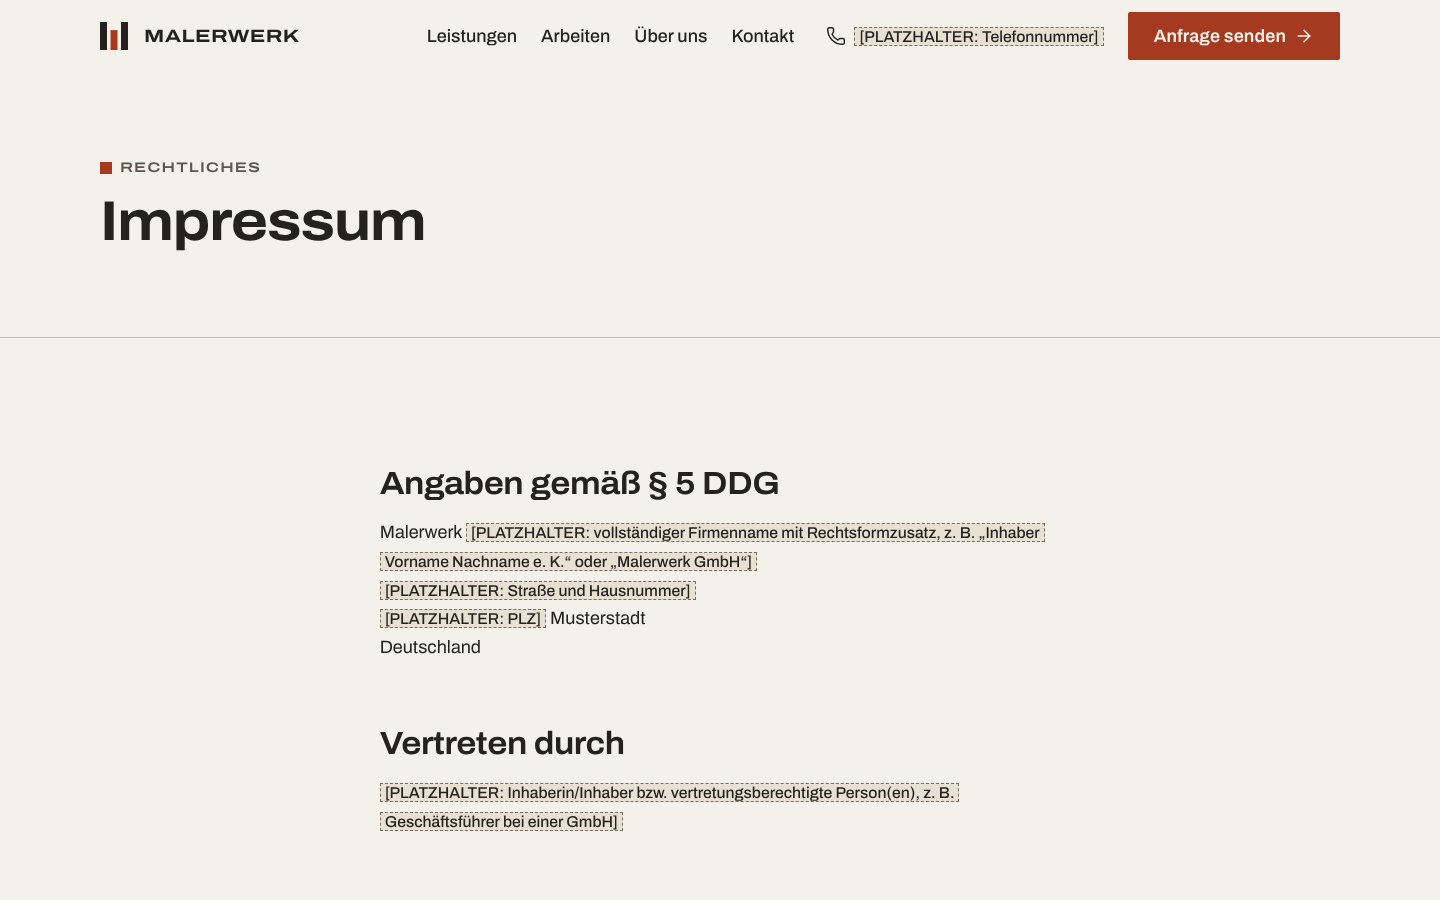 MALERWERK
Leistungen Arbeiten Über uns Kontakt [PLATZHALTER: Telefonnummer] Anfrage senden
RECHTLICHES
Impressum
Angaben gemäß § 5 DDG
Malerwerk [PLATZHALTER: vollständiger Firmenname mit Rechtsformzusatz, z. B. „Inhaber
Vorname Nachname e. K.“ oder „Malerwerk GmbH“]
[PLATZHALTER: Straße und Hausnummer]
[PLATZHALTER: PLZ] Musterstadt
Deutschland
Vertreten durch
[PLATZHALTER: Inhaberin/Inhaber bzw. vertretungsberechtigte Person(en), z. B.
Geschäftsführer bei einer GmbH]